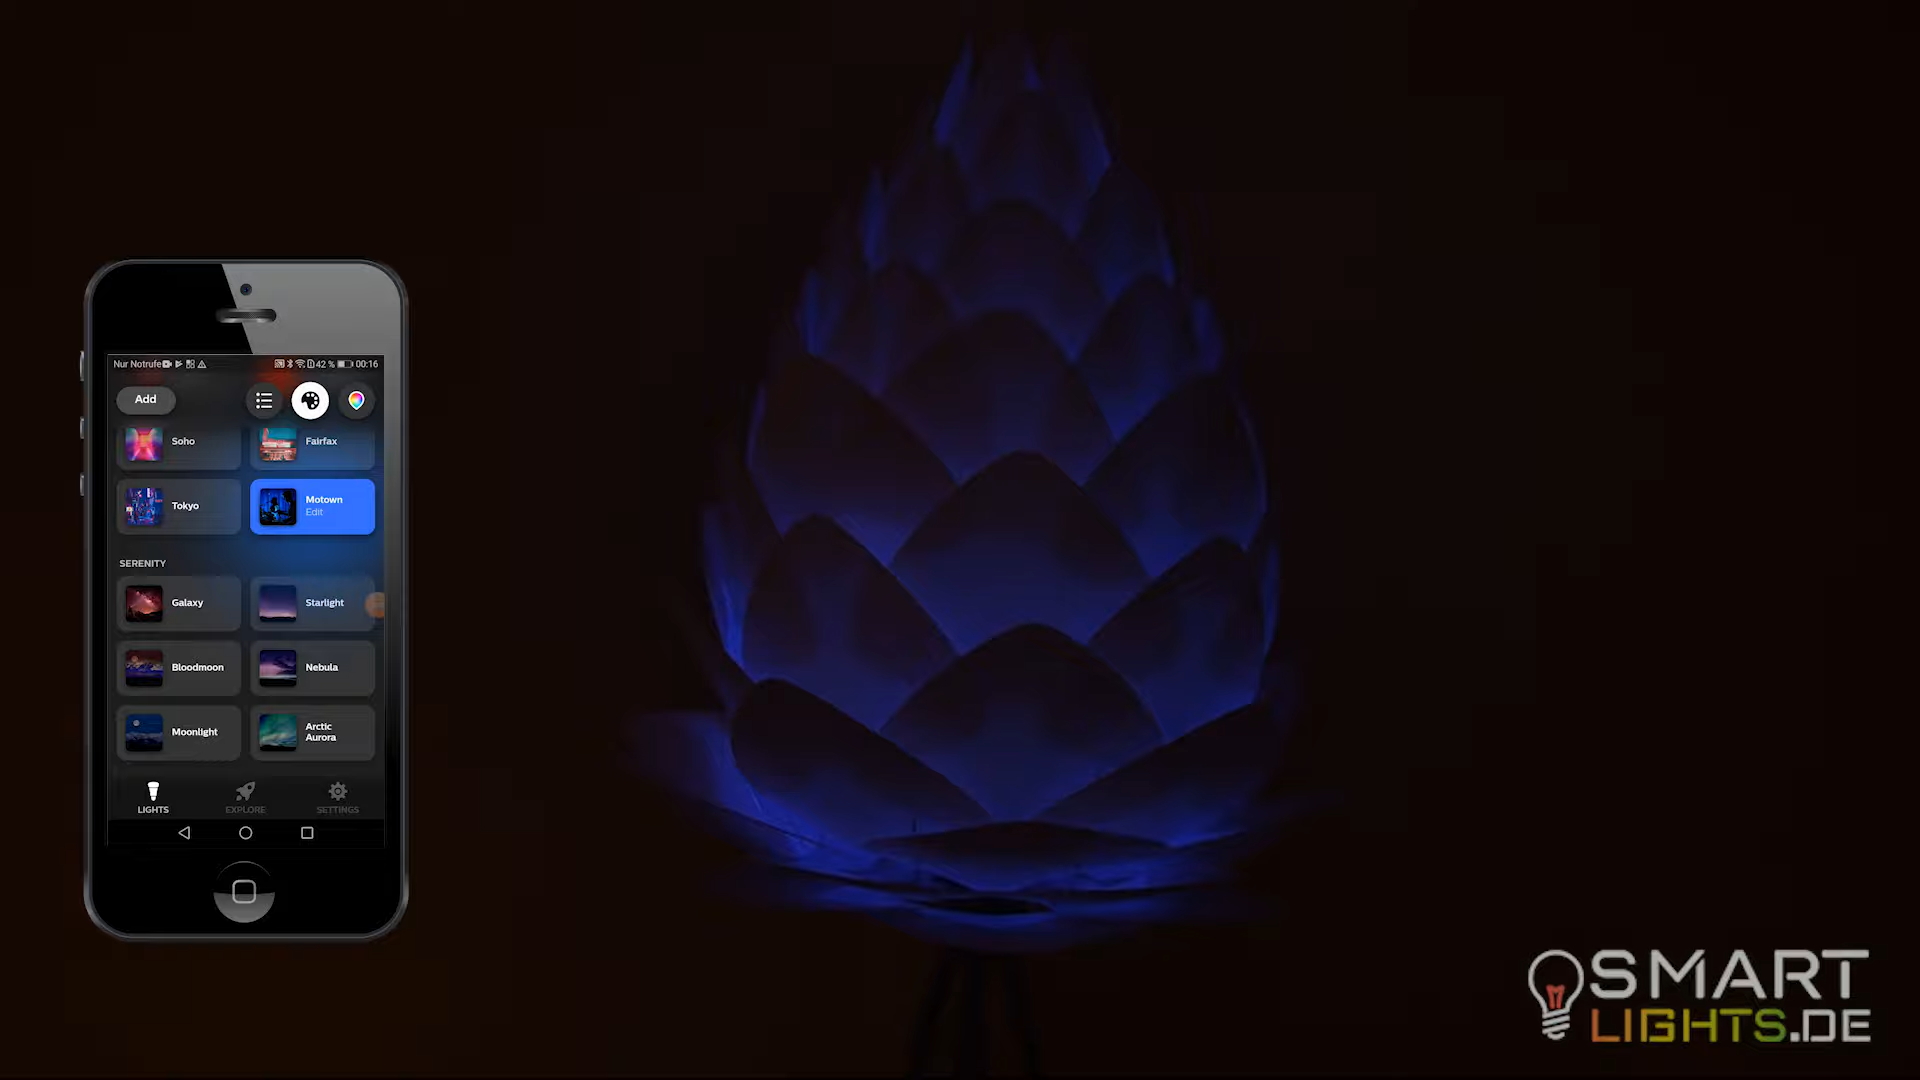 Nur Notrufe 42 % 00:16
Add
Soho Fairfax
Tokyo Motown
Edit
SERENITY
Galaxy Starlight
Bloodmoon Nebula
Moonlight Arctic
Aurora
LIGHTS EXPLORE SETTINGS
SMART
LIGHTS.DE